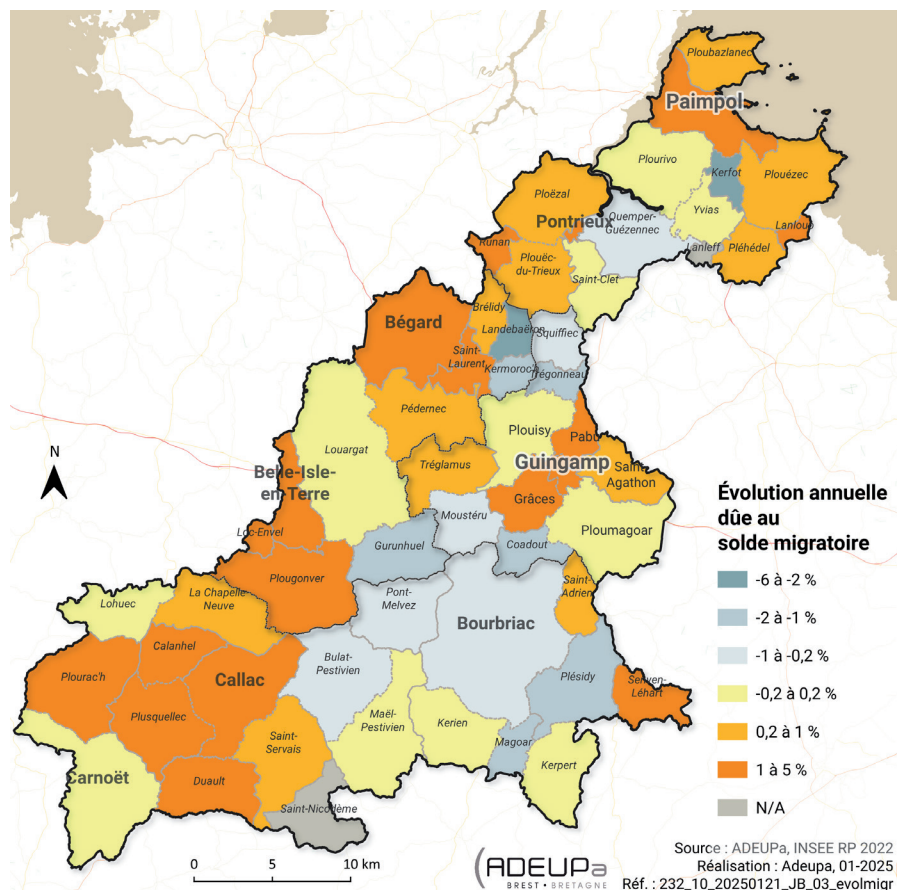 Ploubazlanec
Paimpol
Plourivo
Kerfot
Plouézec
Yvias
Lanloup
Lanleff
Pléhédel
Ploëzal
Pontrieux
Quemper-
Guézennec
Runan
Plouëc-
du-Trieux
Saint-Clet
Brélidy
Landebaëron
Squiffiec
Bégard
Saint-
Laurent
Kermoroc'h
Trégonneau
Pédernec
Plouisy
Pabu
Louargat
Tréglamus
Guingamp
Saint-
Agathon
Belle-Isle-
en-Terre
Grâces
Moustéru
Ploumagoar
Loc-Envel
Gurunhuel
Coadout
Plougonver
Saint-
Adrien
La Chapelle-
Neuve
Pont-
Melvez
Lohuec
Bourbriac
Calanhel
Bulat-
Pestivien
Plourac'h
Callac
Plésidy
Senven-
Léhart
Plusquellec
Maël-
Pestivien
Kerien
Saint-
Servais
Magoar
Kerpert
Carnoët
Duault
Saint-Nicodème
N
Évolution annuelle
dûe au
solde migratoire
-6 à -2 %
-2 à -1 %
-1 à -0,2 %
-0,2 à 0,2 %
0,2 à 1 %
1 à 5 %
N/A
0 5 10 km
ADEUPa
BREST • BRETAGNE
Source : ADEUPa, INSEE RP 2022
Réalisation : Adeupa, 01-2025
Réf. : 232_10_20250121_JB_03_evolmigr